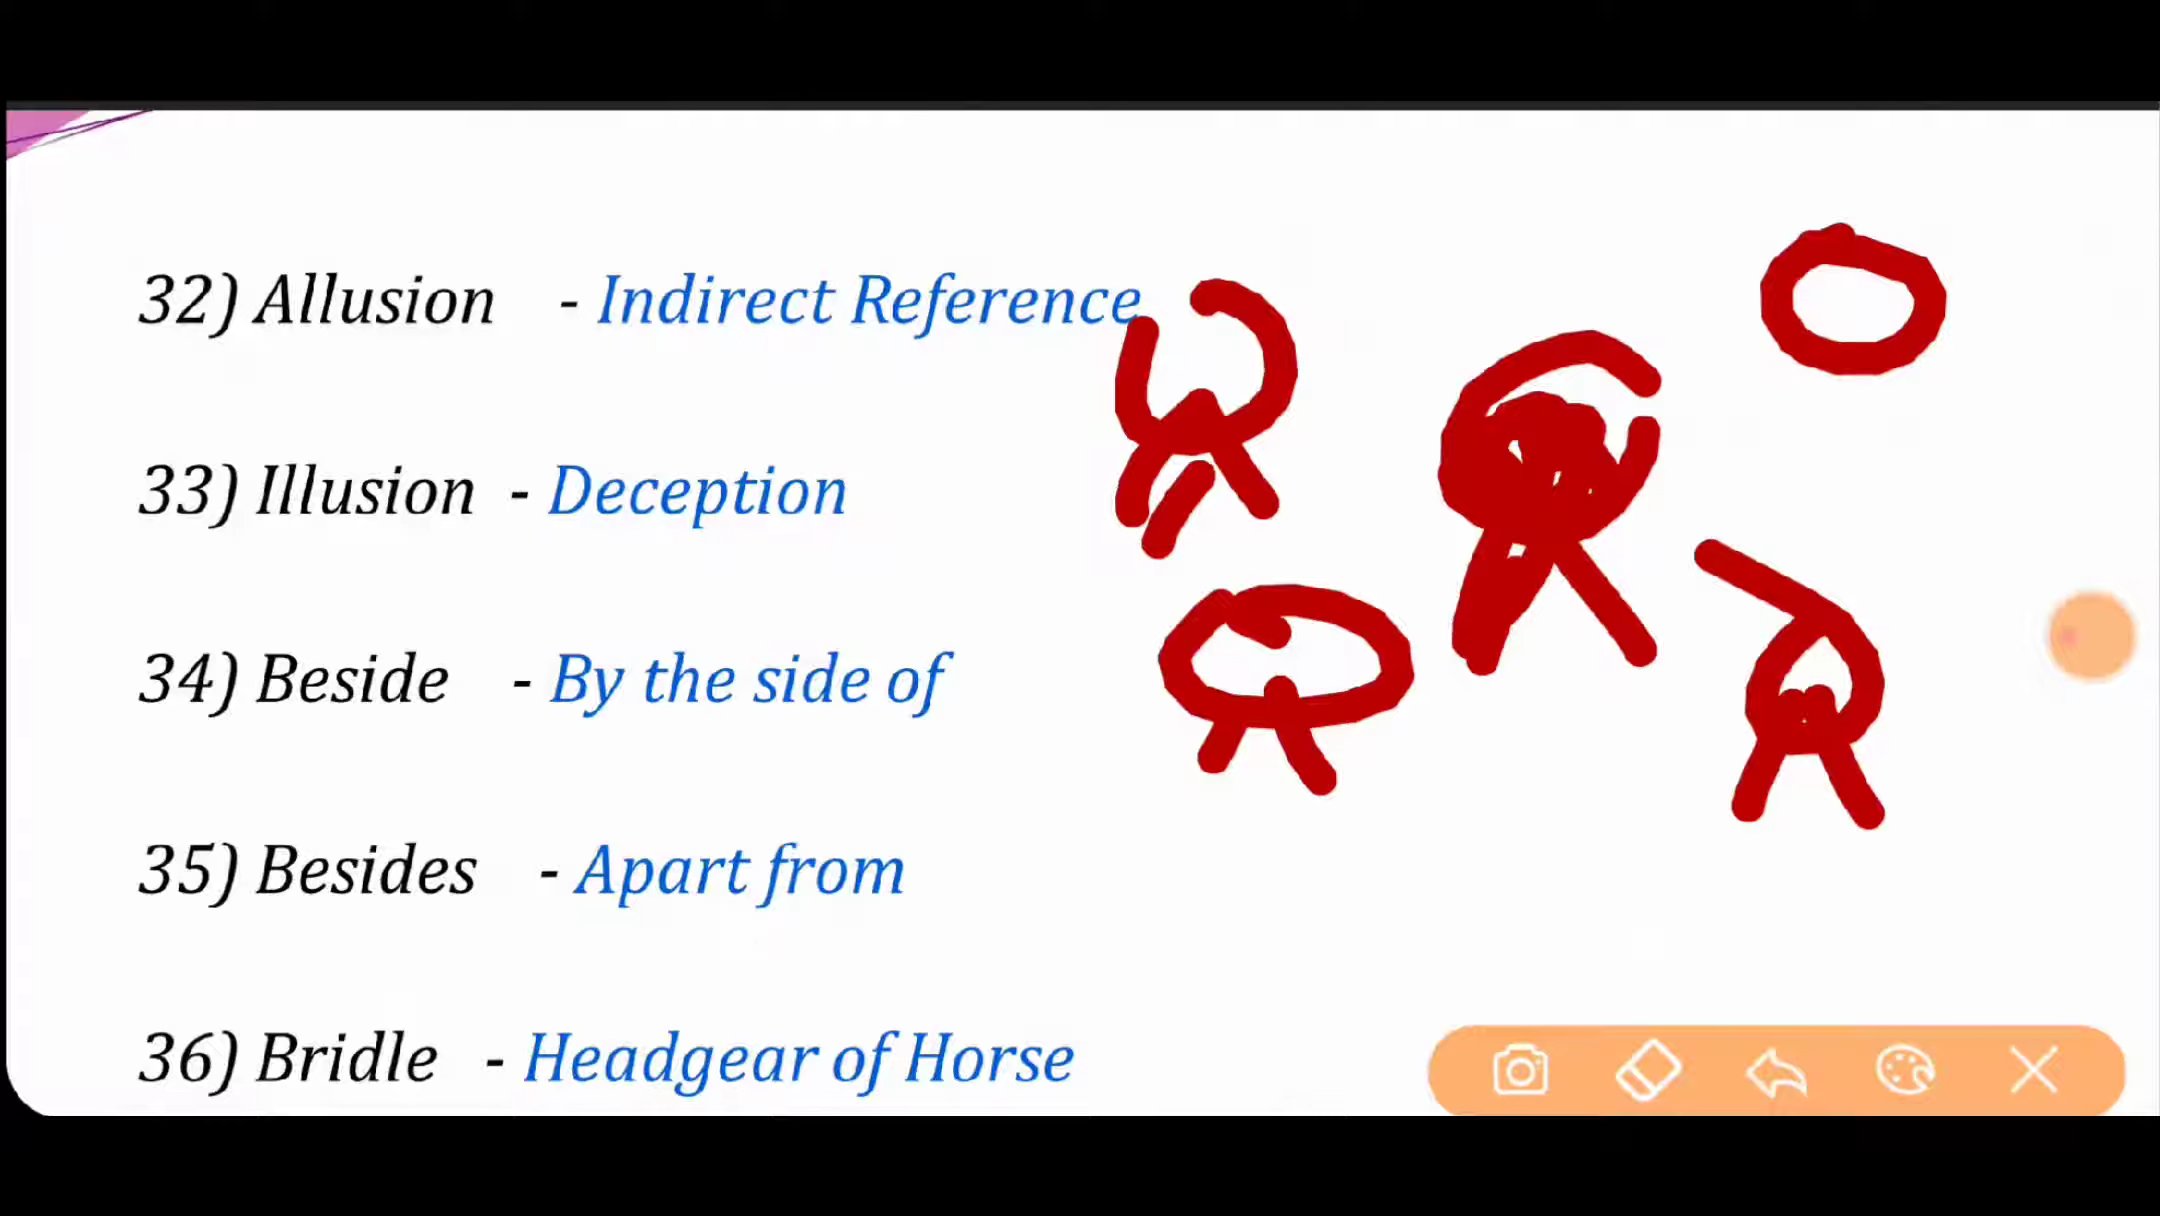 32) Allusion - Indirect Reference
33) Illusion - Deception
34) Beside - By the side of
35) Besides - Apart from
36) Bridle - Headgear of Horse